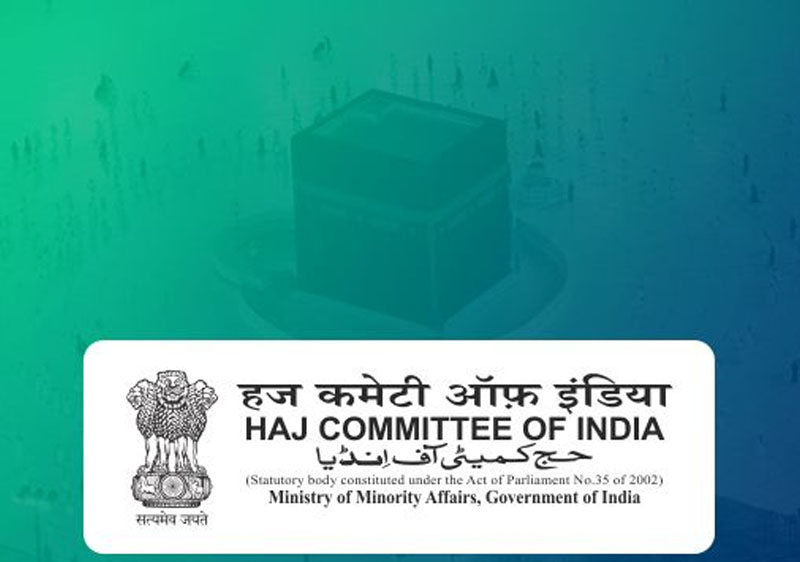 हज कमेटी ऑफ़ इंडिया
HAJ COMMITTEE OF INDIA
حج کمیٹی آف اِنڈیا
(Statutory body constituted under the Act of Parliament No.35 of 2002)
Ministry of Minority Affairs, Government of India
सत्यमेव जयते